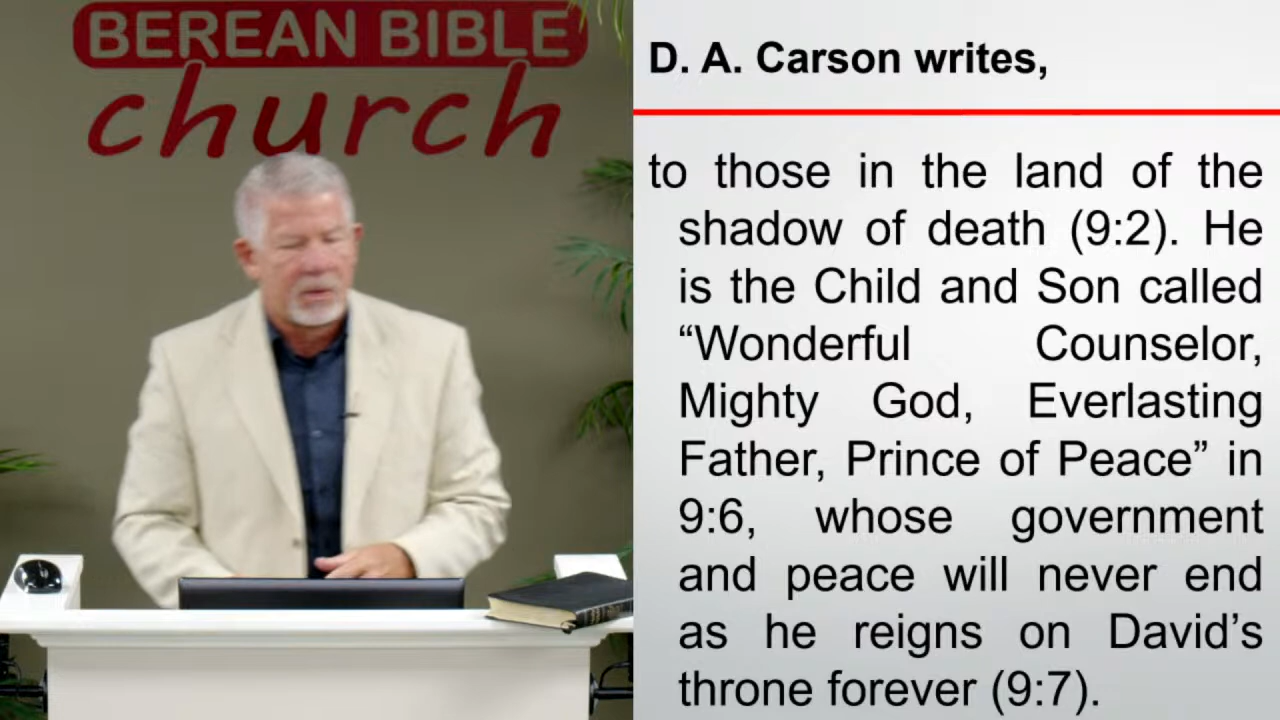 BEREAN BIBLE
church
D. A. Carson writes,
to those in the land of the
shadow of death (9:2). He
is the Child and Son called
“Wonderful Counselor,
Mighty God, Everlasting
Father, Prince of Peace” in
9:6, whose government
and peace will never end
as he reigns on David’s
throne forever (9:7).